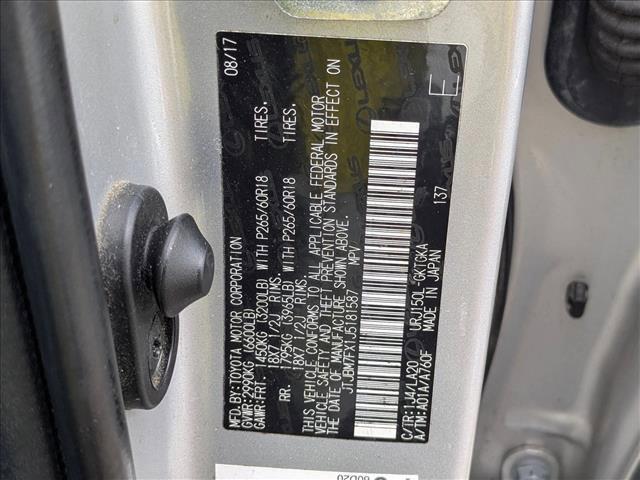 MFD.BY:TOYOTA MOTOR CORPORATION 08/17
GVWR:2990KG (6600LB)
GAWR:FRT. 1450KG (3200LB) WITH P265/60R18 TIRES.
18X7 1/2J RIMS.
RR. 1795KG (3965LB) WITH P265/60R18 TIRES.
18X7 1/2J RIMS.
THIS VEHICLE CONFORMS TO ALL APPLICABLE FEDERAL MOTOR
VEHICLE SAFETY AND THEFT PREVENTION STANDARDS IN EFFECT ON
THE DATE OF MANUFACTURE SHOWN ABOVE.
JTJBM7FX1J5181587 MPV
E
C/TR:1J4/LA20 URJ150L-GKTGKA 137
A/TM:A01A/A760F MADE IN JAPAN
60D20